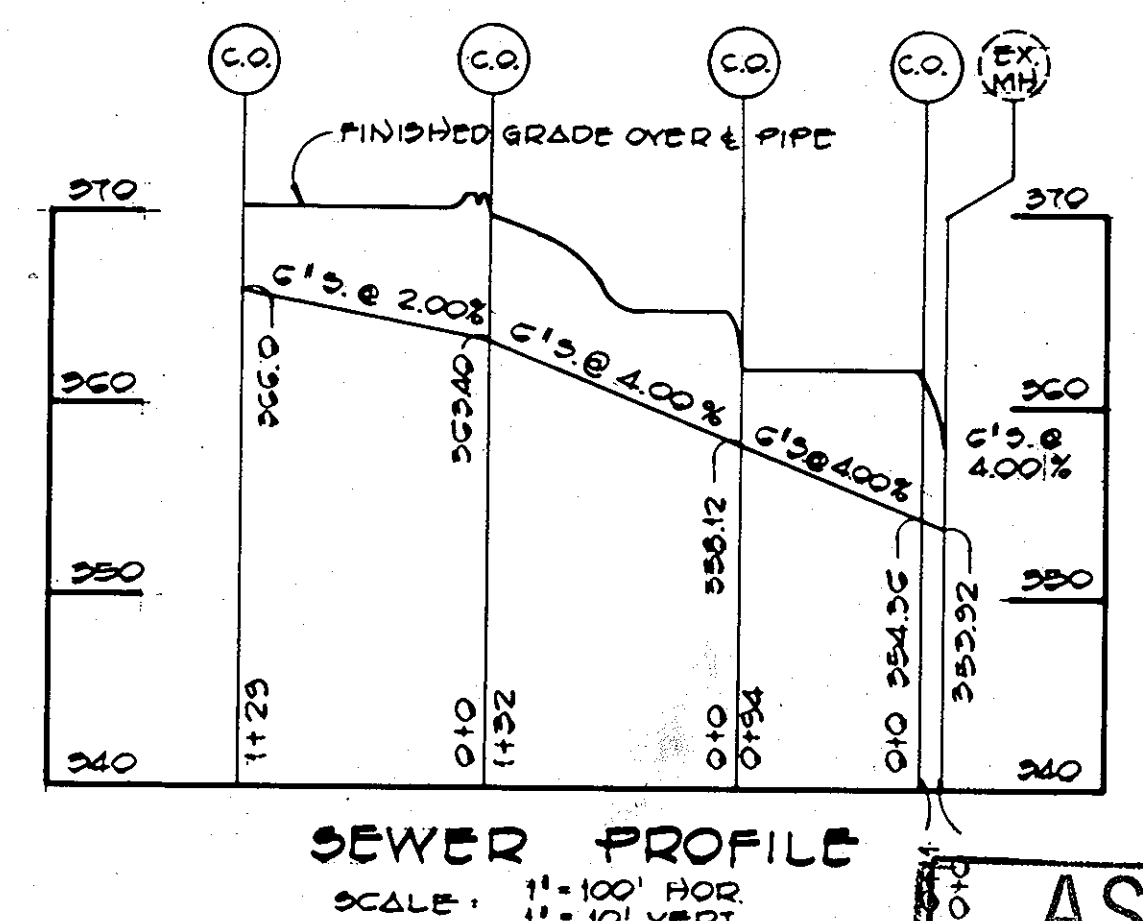 C.O.
C.O.
C.O.
C.O.
EX.
MH
FINISHED GRADE OVER ℄ PIPE
370
370
6" S. @ 2.00%
6" S. @ 4.00 %
6" S. @ 4.00%
6" S. @
4.00 %
360
360
366.0
363.40
358.12
354.36
353.92
350
350
1+29
0+0
1+32
0+0
0+94
0+0
340
340
0+0
SEWER PROFILE
SCALE: 1" = 100' HOR.
1" = 10' VERT.
AS